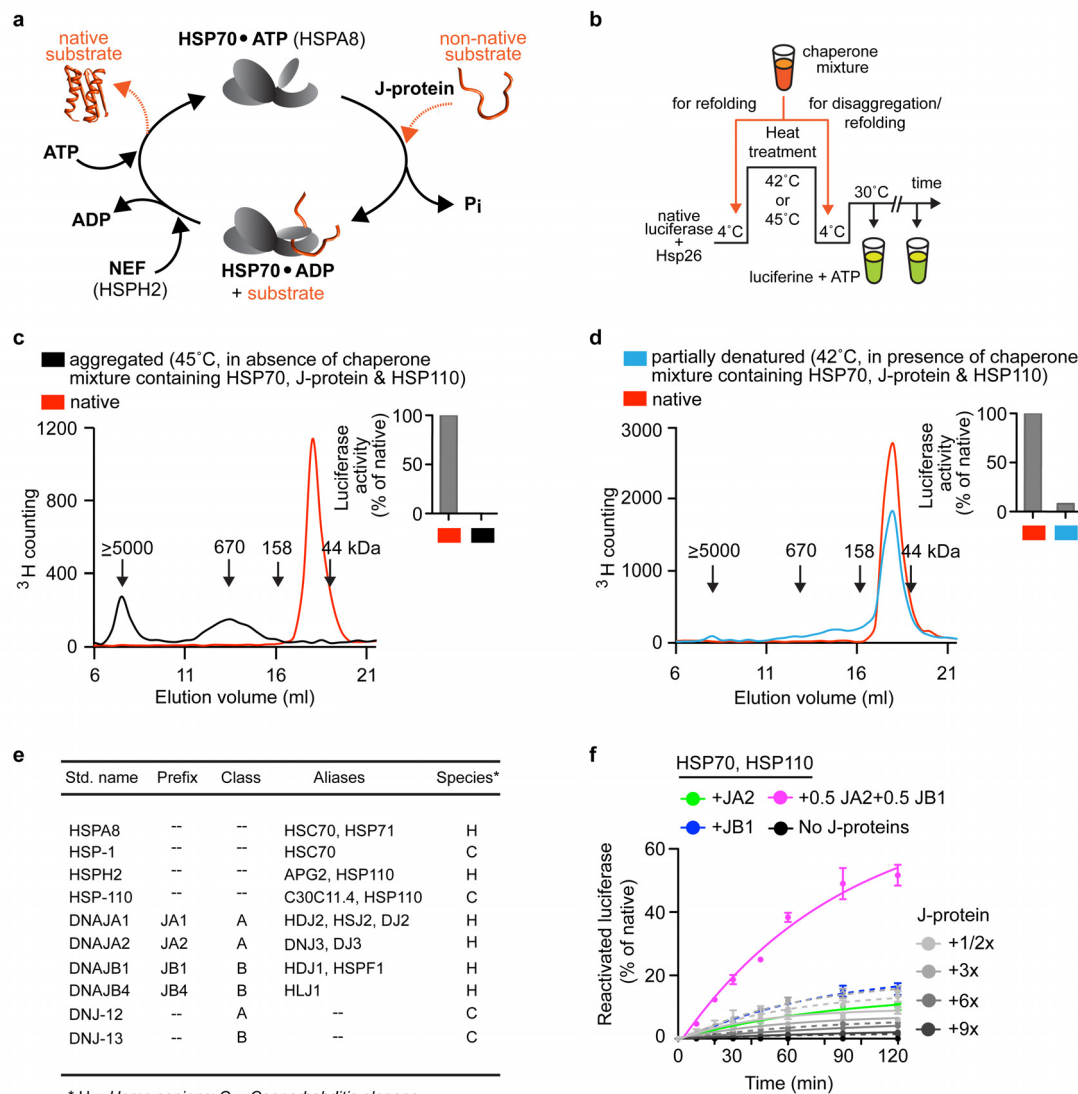 a
native
substrate
HSP70•ATP (HSPA8)
non-native
substrate
J-protein
ATP
ADP
Pi
NEF
(HSPH2)
HSP70•ADP
+ substrate
b
chaperone
mixture
for refolding
for disaggregation/
refolding
Heat
treatment
42˚C
or
45˚C
30˚C
time
native
luciferase
+
Hsp26
4˚C
4˚C
luciferine + ATP
c
aggregated (45˚C, in absence of chaperone
mixture containing HSP70, J-protein & HSP110)
native
1200
800
400
0
3H counting
≥5000
670
158
44 kDa
6
11
16
21
Elution volume (ml)
100
50
0
Luciferase
activity
(% of native)
d
partially denatured (42˚C, in presence of chaperone
mixture containing HSP70, J-protein & HSP110)
native
3000
2000
1000
0
3H counting
≥5000
670
158
44 kDa
6
11
16
21
Elution volume (ml)
100
50
0
Luciferase
activity
(% of native)
e
Std. name Prefix Class Aliases Species*
HSPA8 -- -- HSC70, HSP71 H
HSP-1 -- -- HSC70 C
HSPH2 -- -- APG2, HSP110 H
HSP-110 -- -- C30C11.4, HSP110 C
DNAJA1 JA1 A HDJ2, HSJ2, DJ2 H
DNAJA2 JA2 A DNJ3, DJ3 H
DNAJB1 JB1 B HDJ1, HSPF1 H
DNAJB4 JB4 B HLJ1 H
DNJ-12 -- A -- C
DNJ-13 -- B -- C
f
HSP70, HSP110
+JA2 +0.5 JA2+0.5 JB1
+JB1 No J-proteins
60
40
20
0
Reactivated luciferase
(% of native)
0
30
60
90
120
Time (min)
J-protein
+1/2x
+3x
+6x
+9x